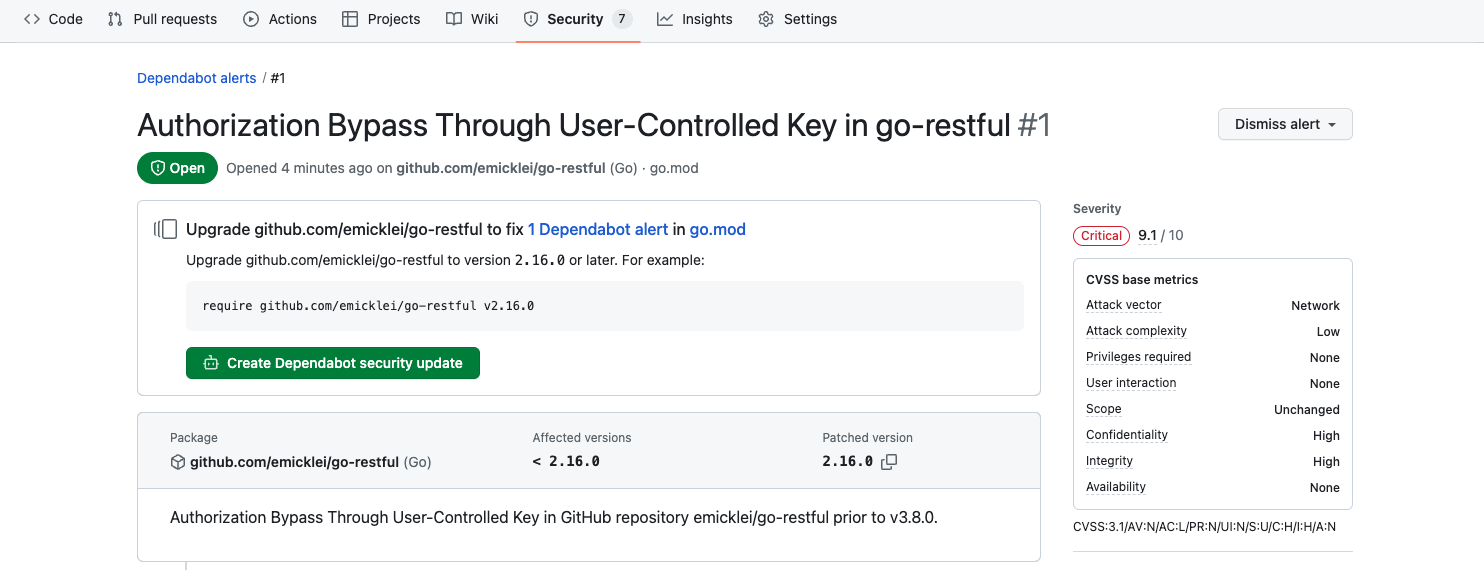 Code Pull requests Actions Projects Wiki Security 7 Insights Settings
Dependabot alerts / #1
Authorization Bypass Through User-Controlled Key in go-restful #1
Dismiss alert
Open Opened 4 minutes ago on github.com/emicklei/go-restful (Go) · go.mod
Upgrade github.com/emicklei/go-restful to fix 1 Dependabot alert in go.mod
Upgrade github.com/emicklei/go-restful to version 2.16.0 or later. For example:
require github.com/emicklei/go-restful v2.16.0
Create Dependabot security update
Package Affected versions Patched version
github.com/emicklei/go-restful (Go) < 2.16.0 2.16.0
Authorization Bypass Through User-Controlled Key in GitHub repository emicklei/go-restful prior to v3.8.0.
Severity
Critical 9.1 / 10
CVSS base metrics
Attack vector Network
Attack complexity Low
Privileges required None
User interaction None
Scope Unchanged
Confidentiality High
Integrity High
Availability None
CVSS:3.1/AV:N/AC:L/PR:N/UI:N/S:U/C:H/I:H/A:N